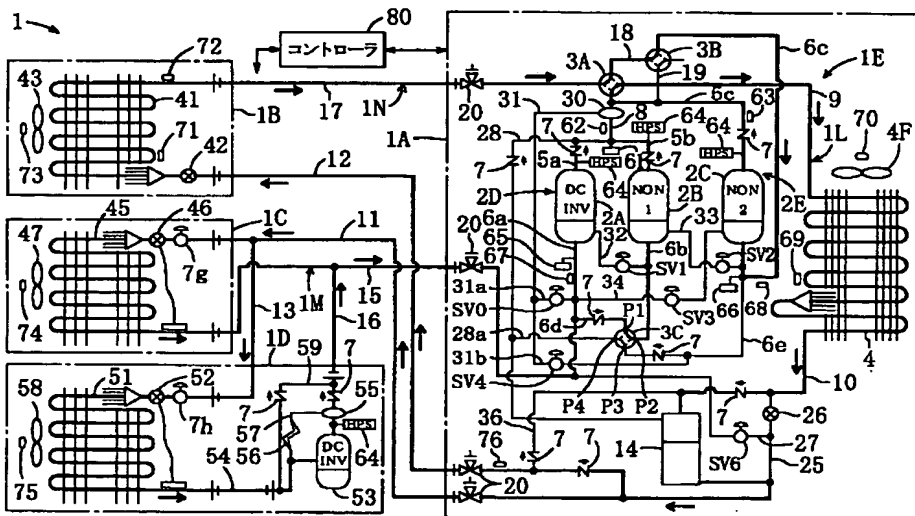 1
80
コントローラ
72
43
41
17
1N
20
1B
71
42
73
12
1A
18
3A
3B
19
6c
6c
1E
9
31
30
8
HPS
64
63
1L
70
4F
28
62
5b
64
7
7
5a
HPS
61
7
HPS
7
64
2D
DC
INV
2A
NON
1
2B
2C
NON
2
2E
45
46
1C
47
7g
11
74
1M
15
13
16
20
6a
65
67
32
33
6b
SV1
SV2
31a
SV0
34
7
P1
SV3
66
68
69
28a
6d
3C
7
6e
4
31b
SV4
P4
P3
P2
10
58
51
52
1D
59
7
7
7h
57
55
56
HPS
64
DC
INV
53
75
54
36
76
7
7
20
14
7
SV6
26
27
25